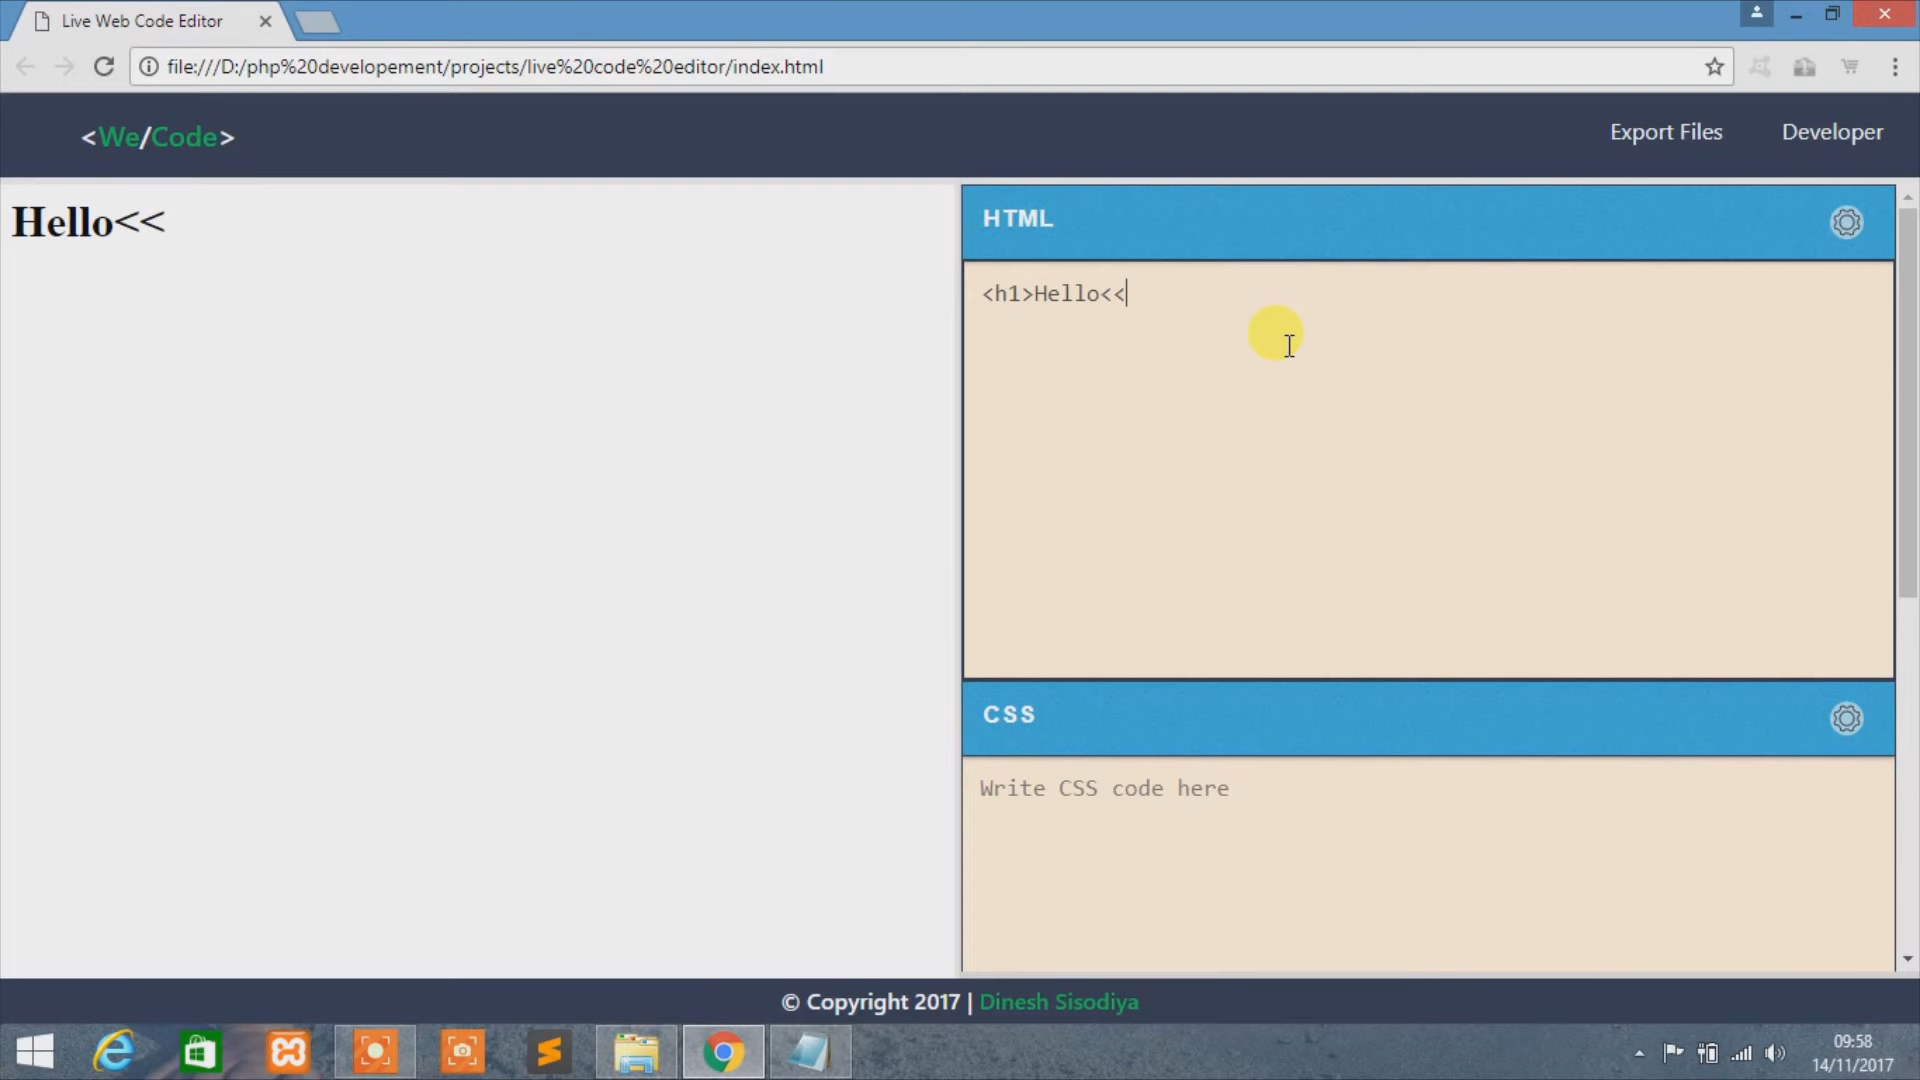 Live Web Code Editor
file:///D:/php%20developement/projects/live%20code%20editor/index.html
<We/Code>
Export Files
Developer
Hello<<
HTML
<h1>Hello<<
CSS
Write CSS code here
© Copyright 2017 | Dinesh Sisodiya
09:58
14/11/2017